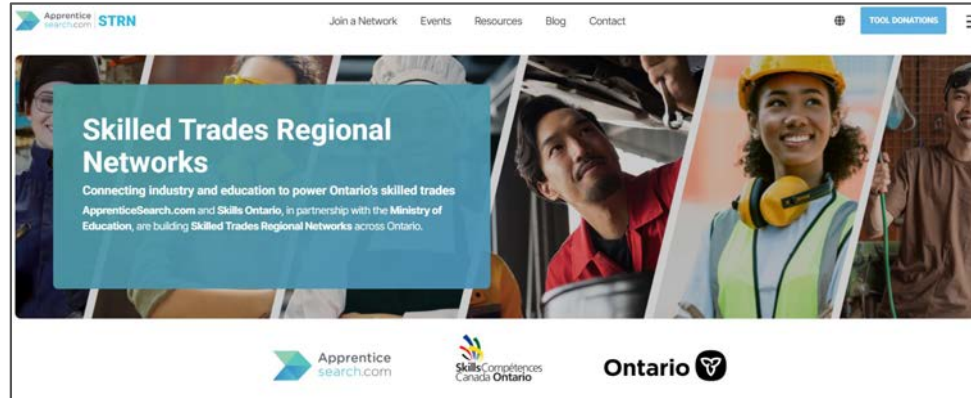 Apprentice
search.com
STRN
Join a Network
Events
Resources
Blog
Contact
TOOL DONATIONS
Skilled Trades Regional
Networks
Connecting industry and education to power Ontario's skilled trades
ApprenticeSearch.com and Skills Ontario, in partnership with the Ministry of
Education, are building Skilled Trades Regional Networks across Ontario.
Apprentice
search.com
SkillsCompétences
Canada Ontario
Ontario